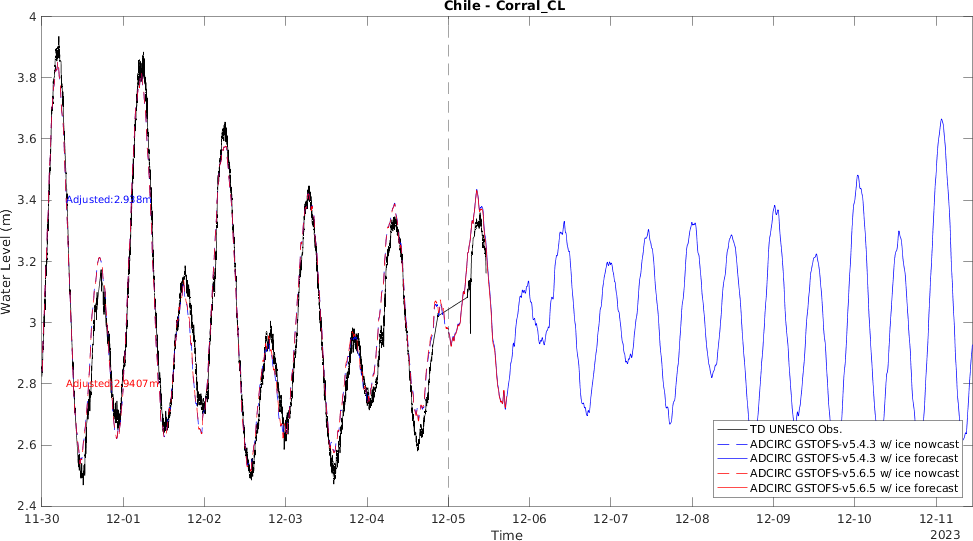 Chile - Corral_CL
4
3.8
3.6
3.4
3.2
3
2.8
2.6
2.4
Water Level (m)
Adjusted:2.938m
Adjusted:2.9407m
TD UNESCO Obs.
ADCIRC GSTOFS-v5.4.3 w/ ice nowcast
ADCIRC GSTOFS-v5.4.3 w/ ice forecast
ADCIRC GSTOFS-v5.6.5 w/ ice nowcast
ADCIRC GSTOFS-v5.6.5 w/ ice forecast
11-30 12-01 12-02 12-03 12-04 12-05 12-06 12-07 12-08 12-09 12-10 12-11
2023
Time